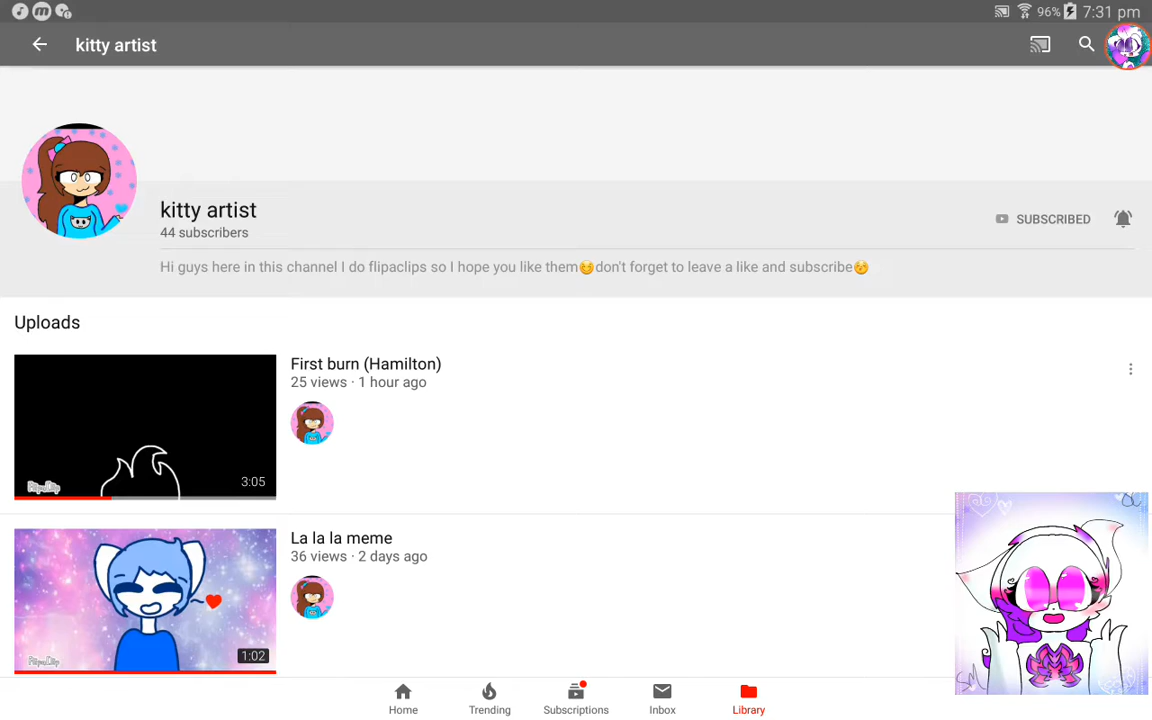 96% 7:31 pm
kitty artist
kitty artist
44 subscribers
SUBSCRIBED
Hi guys here in this channel I do flipaclips so I hope you like them😆don't forget to leave a like and subscribe😚
Uploads
First burn (Hamilton)
25 views · 1 hour ago
3:05
FlipaClip
La la la meme
36 views · 2 days ago
1:02
FlipaClip
Home Trending Subscriptions Inbox Library